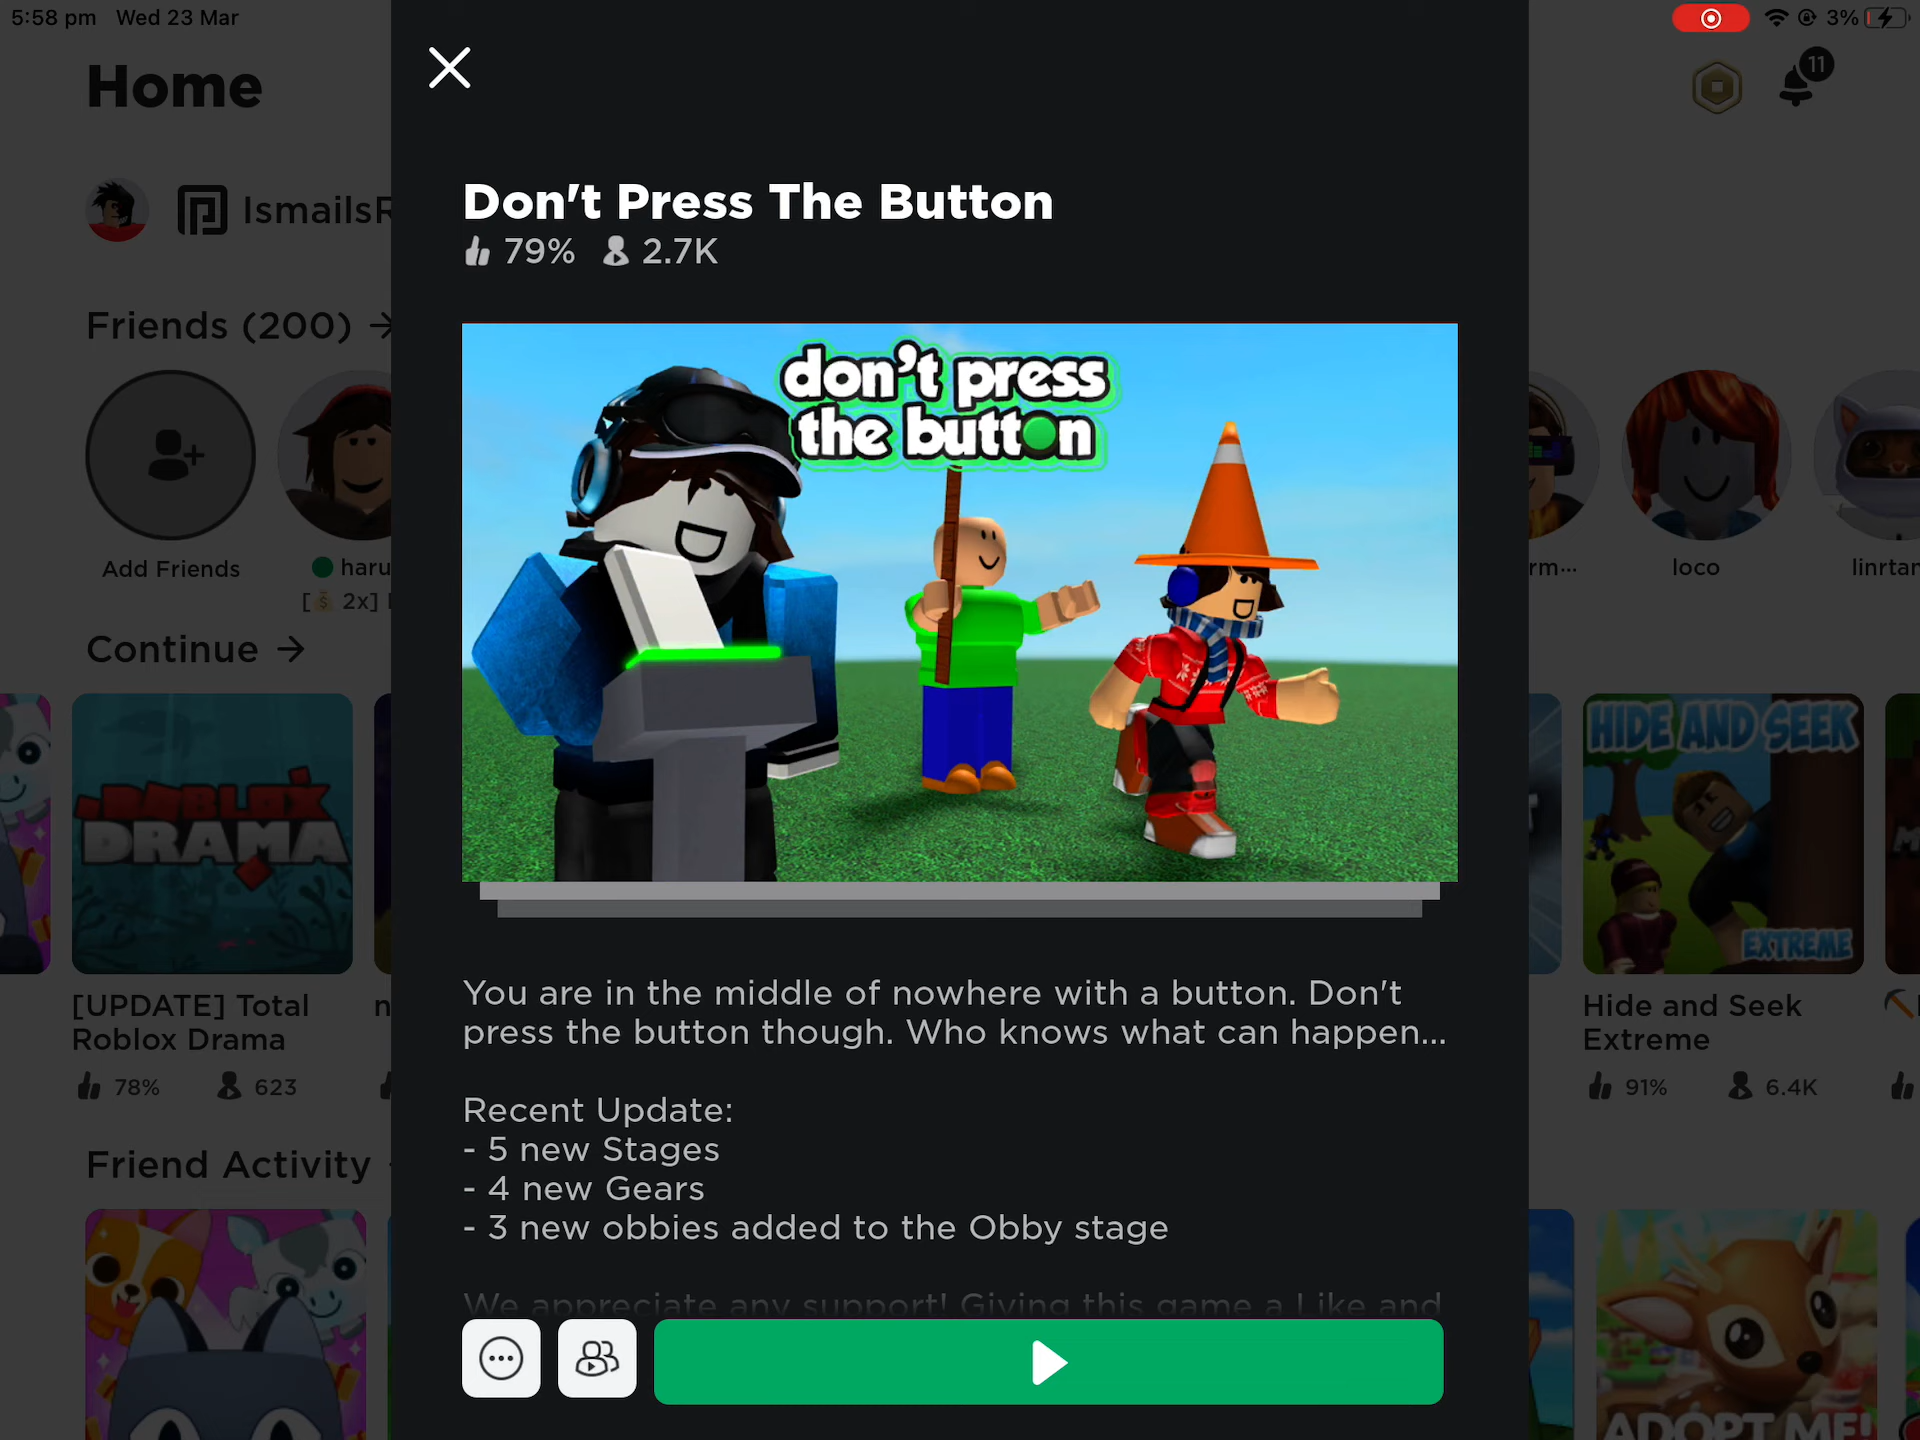 5:58 pm Wed 23 Mar
3%
Home
11
Don't Press The Button
79% 2.7K
Friends (200)
don't press
the button
Add Friends
haru
loco
[ 2x]
Continue
ROBLOX
DRAMA
HIDE AND SEEK
EXTREME
[UPDATE] Total
Roblox Drama
78% 623
Hide and Seek
Extreme
91% 6.4K
You are in the middle of nowhere with a button. Don't
press the button though. Who knows what can happen...
Recent Update:
- 5 new Stages
- 4 new Gears
- 3 new obbies added to the Obby stage
We appreciate any support! Giving this game a Like and
Friend Activity
ADOPT ME!